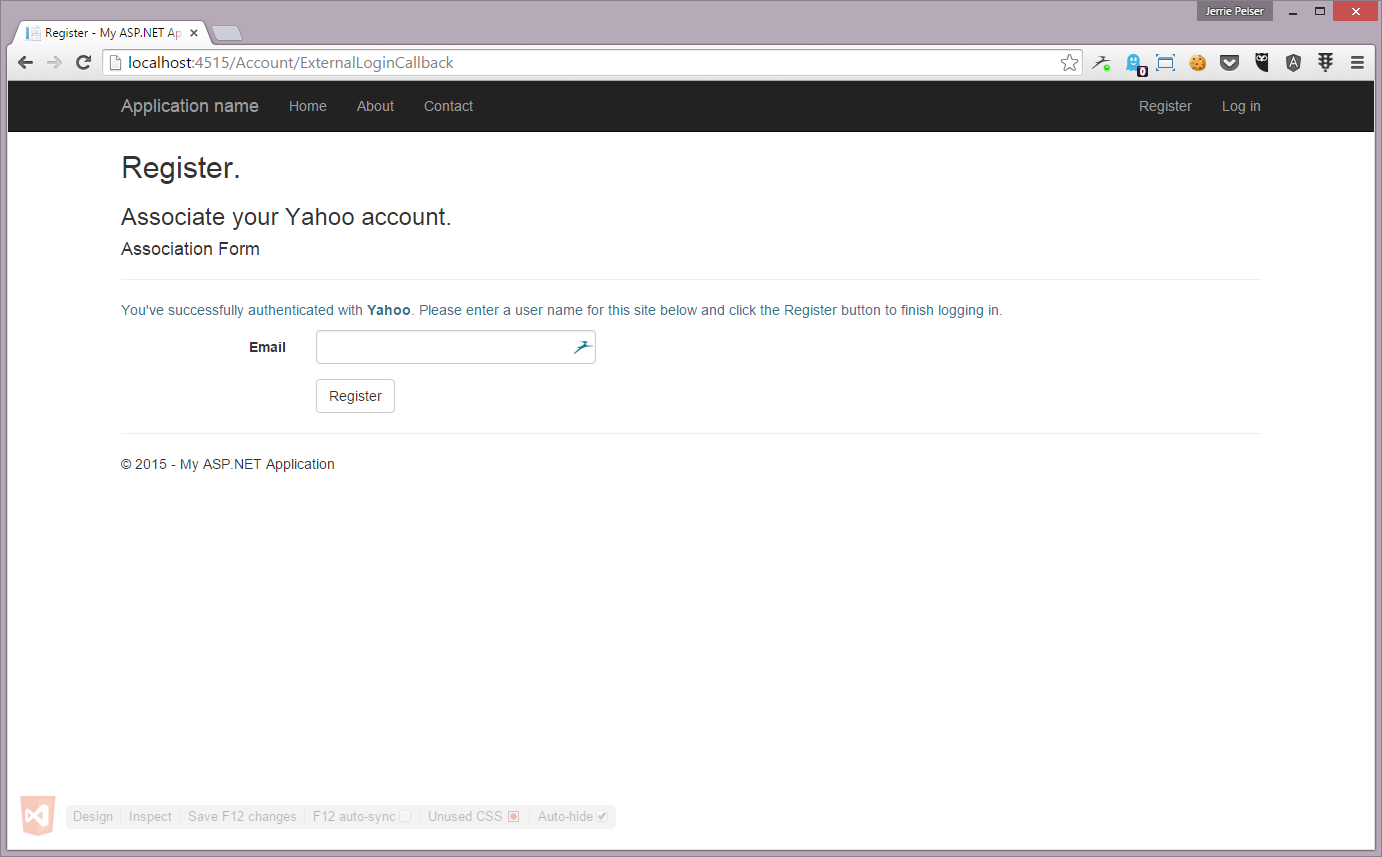 Jerrie Pelser
Register - My ASP.NET Ap
localhost:4515/Account/ExternalLoginCallback
0
Application name Home About Contact Register Log in
Register.
Associate your Yahoo account.
Association Form
You've successfully authenticated with Yahoo. Please enter a user name for this site below and click the Register button to finish logging in.
Email
Register
© 2015 - My ASP.NET Application
Design Inspect Save F12 changes F12 auto-sync Unused CSS Auto-hide